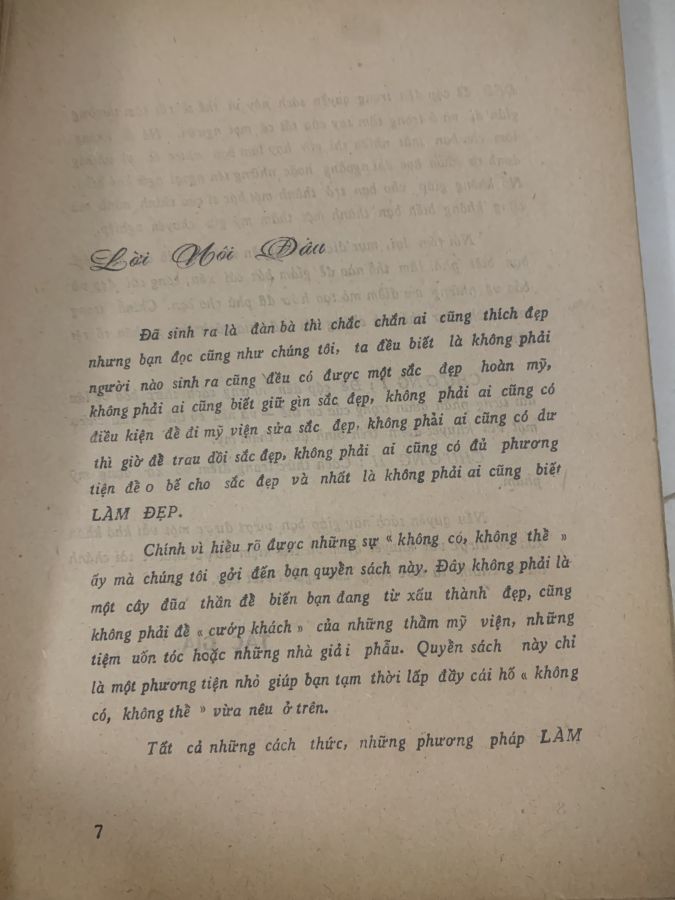 Lời Nói Đầu
Đã sinh ra là đàn bà thì chắc chắn ai cũng thích đẹp
nhưng bạn đọc cũng như chúng tôi, ta đều biết là không phải
người nào sinh ra cũng đều có được một sắc đẹp hoàn mỹ,
không phải ai cũng biết giữ gìn sắc đẹp, không phải ai cũng có
điều kiện để đi mỹ viện sửa sắc đẹp, không phải ai cũng có dư
thì giờ để trau dồi sắc đẹp, không phải ai cũng có đủ phương
tiện để o bế cho sắc đẹp và nhất là không phải ai cũng biết
LÀM ĐẸP.
Chính vì hiểu rõ được những sự « không có, không thể »
ấy mà chúng tôi gởi đến bạn quyển sách này. Đây không phải là
một cây đũa thần để biến bạn đang từ xấu thành đẹp, cũng
không phải để « cướp khách » của những thẩm mỹ viện, những
tiệm uốn tóc hoặc những nhà giải phẫu. Quyển sách này chỉ
là một phương tiện nhỏ giúp bạn tạm thời lấp đầy cái hố « không
có, không thể » vừa nêu ở trên.
Tất cả những cách thức, những phương pháp LÀM
7